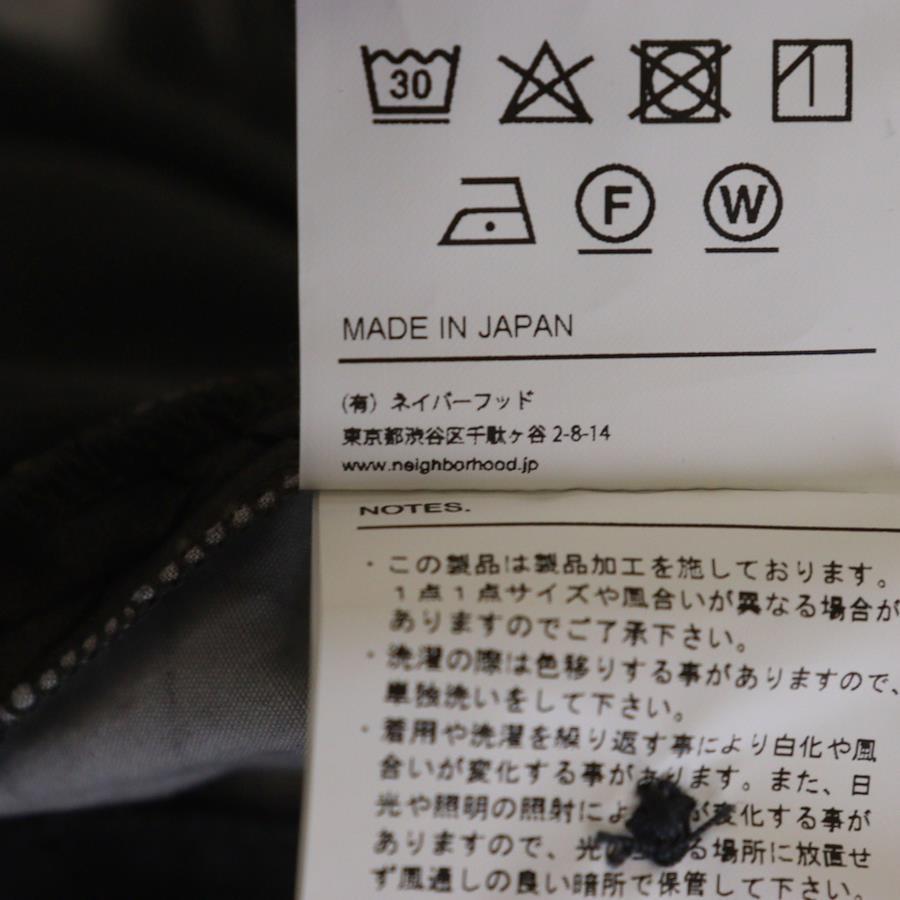 30
F W
MADE IN JAPAN
(有) ネイバーフッド
東京都渋谷区千駄ヶ谷 2-8-14
www.neighborhood.jp
NOTES.
・この製品は製品加工を施しております。
1点1点サイズや風合いが異なる場合が
ありますのでご了承下さい。
・洗濯の際は色移りする事がありますので、
単独洗いをして下さい。
・着用や洗濯を繰り返す事により白化や風
合いが変化する事があります。また、日
光や照明の照射によ が変化する事が
ありますので、光の る場所に放置せ
ず風通しの良い暗所で保管して下さい。